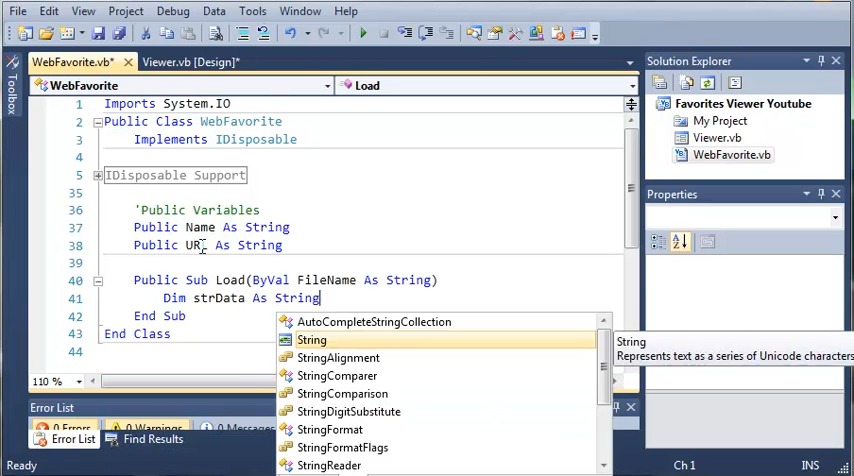 File Edit View Project Debug Data Tools Window Help
WebFavorite.vb* Viewer.vb [Design]*
Toolbox
WebFavorite Load
1 Imports System.IO
2 Public Class WebFavorite
3 Implements IDisposable
4
5 IDisposable Support
35
36 'Public Variables
37 Public Name As String
38 Public URL As String
39
40 Public Sub Load(ByVal FileName As String)
41 Dim strData As String
42 End Sub
43 End Class
44
AutoCompleteStringCollection
String
StringAlignment
StringComparer
StringComparison
StringDigitSubstitute
StringFormat
StringFormatFlags
StringReader
String
Represents text as a series of Unicode characters
110 %
Solution Explorer
Favorites Viewer Youtube
My Project
Viewer.vb
WebFavorite.vb
Properties
Error List
0 Errors 0 Warnings 0 Messages
Error List Find Results
Ready Ch 1 INS